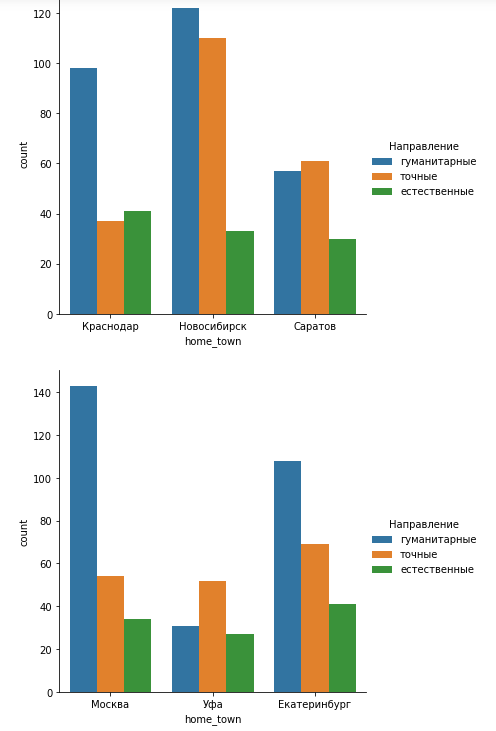 120
100
80
60
40
20
0
count
Краснодар Новосибирск Саратов
home_town
Направление
гуманитарные
точные
естественные
140
120
100
80
60
40
20
0
count
Москва Уфа Екатеринбург
home_town
Направление
гуманитарные
точные
естественные